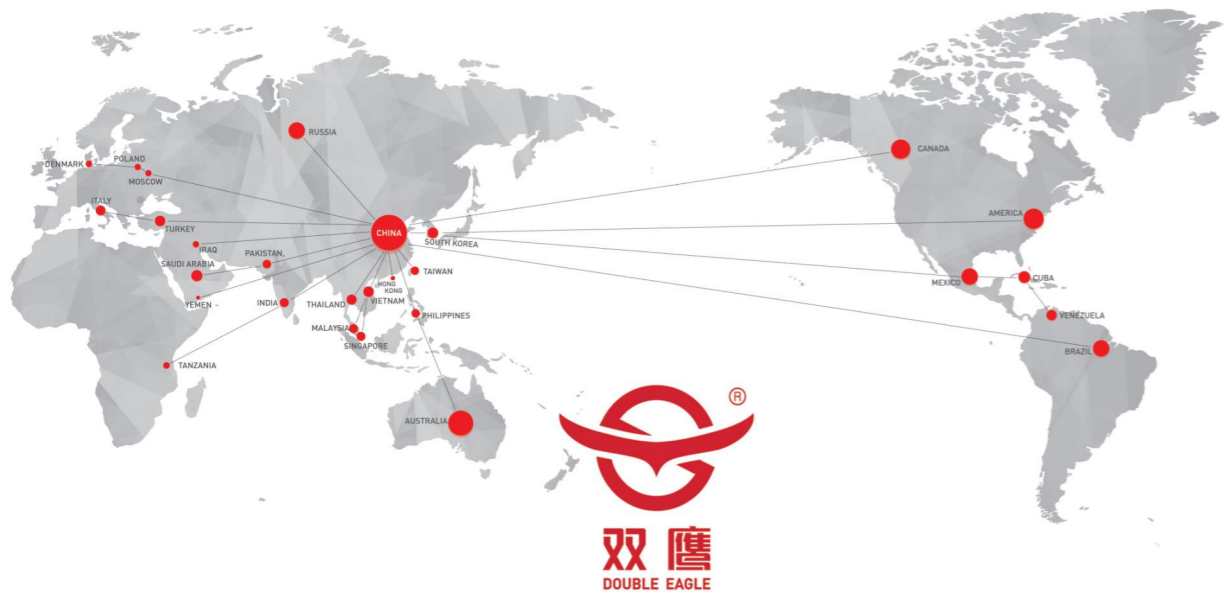 RUSSIA
CANADA
DENMARK
POLAND
MOSCOW
ITALY
AMERICA
TURKEY
CHINA
SOUTH KOREA
IRAQ
PAKISTAN,
SAUDI ARABIA
TAIWAN
HONG
KONG
MEXICO
CUBA
YEMEN
INDIA
THAILAND
VIETNAM
PHILIPPINES
VENEZUELA
MALAYSIA
SINGAPORE
BRAZIL
TANZANIA
AUSTRALIA
®
双鹰
DOUBLE EAGLE